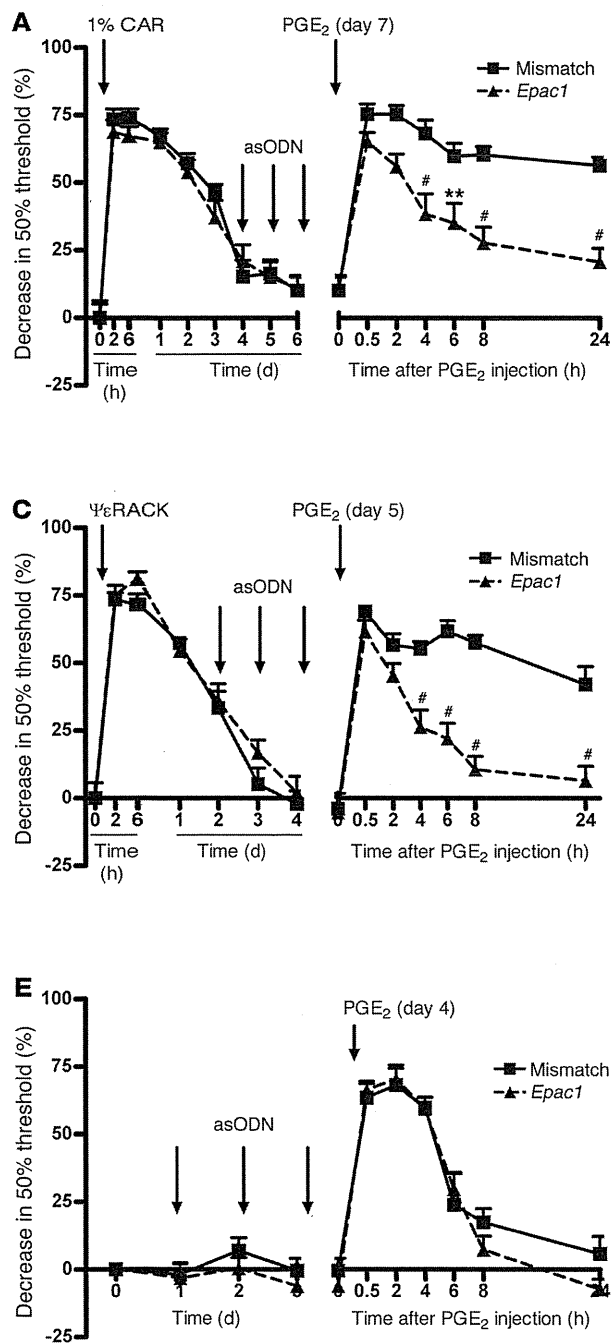 A
1% CAR
PGE2 (day 7)
Decrease in 50% threshold (%)
100
75
50
25
0
-25
asODN
Mismatch
Epac1
# ** # #
0 2 6 1 2 3 4 5 6
Time (h)
Time (d)
0 0.5 2 4 6 8 24
Time after PGE2 injection (h)
C
ΨεRACK
PGE2 (day 5)
Decrease in 50% threshold (%)
100
75
50
25
0
-25
asODN
Mismatch
Epac1
# # # #
0 2 6 1 2 3 4
Time (h)
Time (d)
0 0.5 2 4 6 8 24
Time after PGE2 injection (h)
E
PGE2 (day 4)
Decrease in 50% threshold (%)
100
75
50
25
0
-25
asODN
Mismatch
Epac1
0 1 2 3
Time (d)
0 0.5 2 4 6 8 24
Time after PGE2 injection (h)